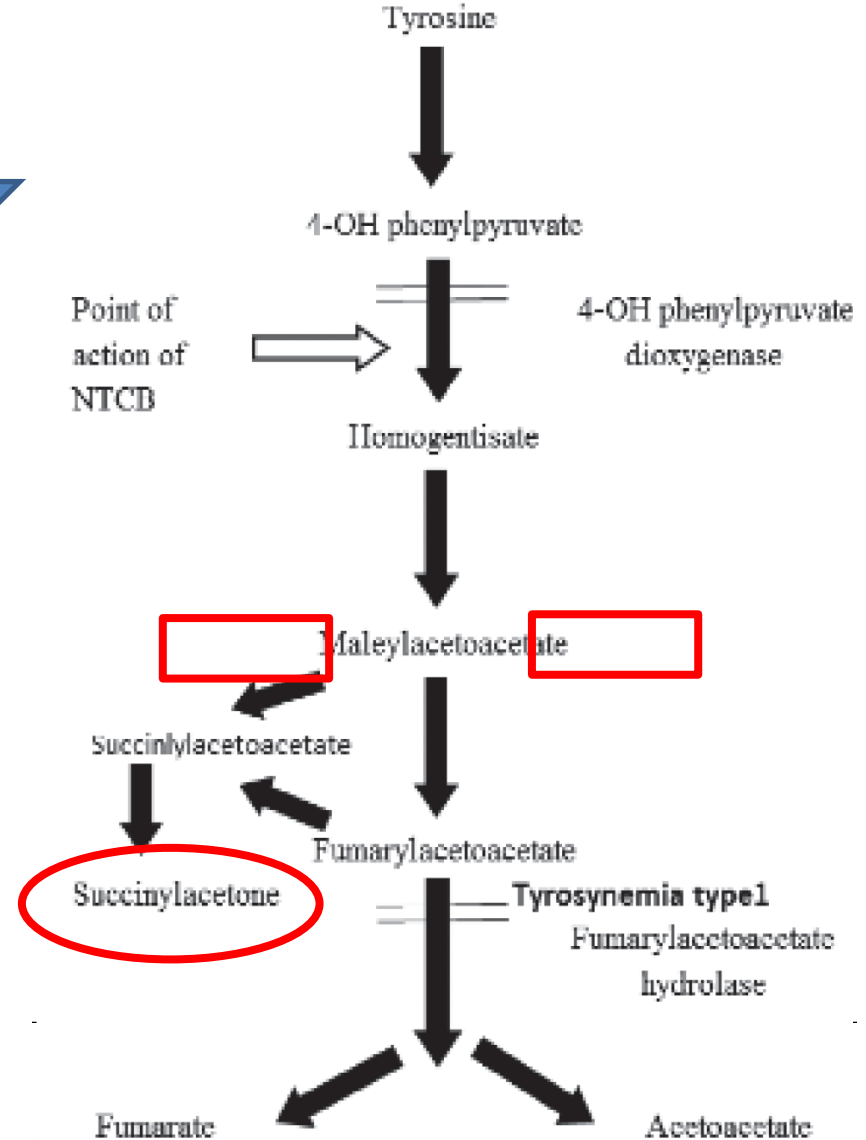 Tyrosine
4-OH phenylpyruvate
Point of
action of
NTCB
4-OH phenylpyruvate
dioxygenase
Homogentisate
Maleylacetoacetate
Succinlylacetoacetate
Fumarylacetoacetate
Succinylacetone
Tyrosynemia type1
Fumarylacetoacetate
hydrolase
Fumarate
Acetoacetate